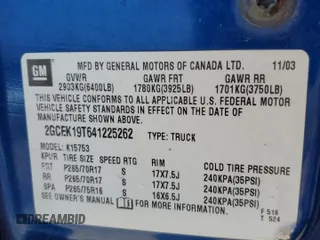 GM
MFD BY GENERAL MOTORS OF CANADA LTD. 11/03
GVWR GAWR FRT GAWR RR
2903KG(6400LB) 1780KG(3925LB) 1701KG(3750LB)
THIS VEHICLE CONFORMS TO ALL APPLICABLE U.S. FEDERAL MOTOR
VEHICLE SAFETY STANDARDS IN EFFECT ON THE DATE OF
MANUFACTURE SHOWN ABOVE.
2GCEK19T641225262 TYPE: TRUCK
MODEL: K15753
TIRE SIZE SPEED RTG RIM COLD TIRE PRESSURE
FRT P265/70R17 S 17X7.5J 240KPA(35PSI)
RR P265/70R17 S 17X7.5J 240KPA(35PSI)
SPA P265/75R16 S 16X6.5J 240KPA(35PSI)
SEE OWNER'S MANUAL FOR MORE INFORMATION.
F 516
T 524
IAAI